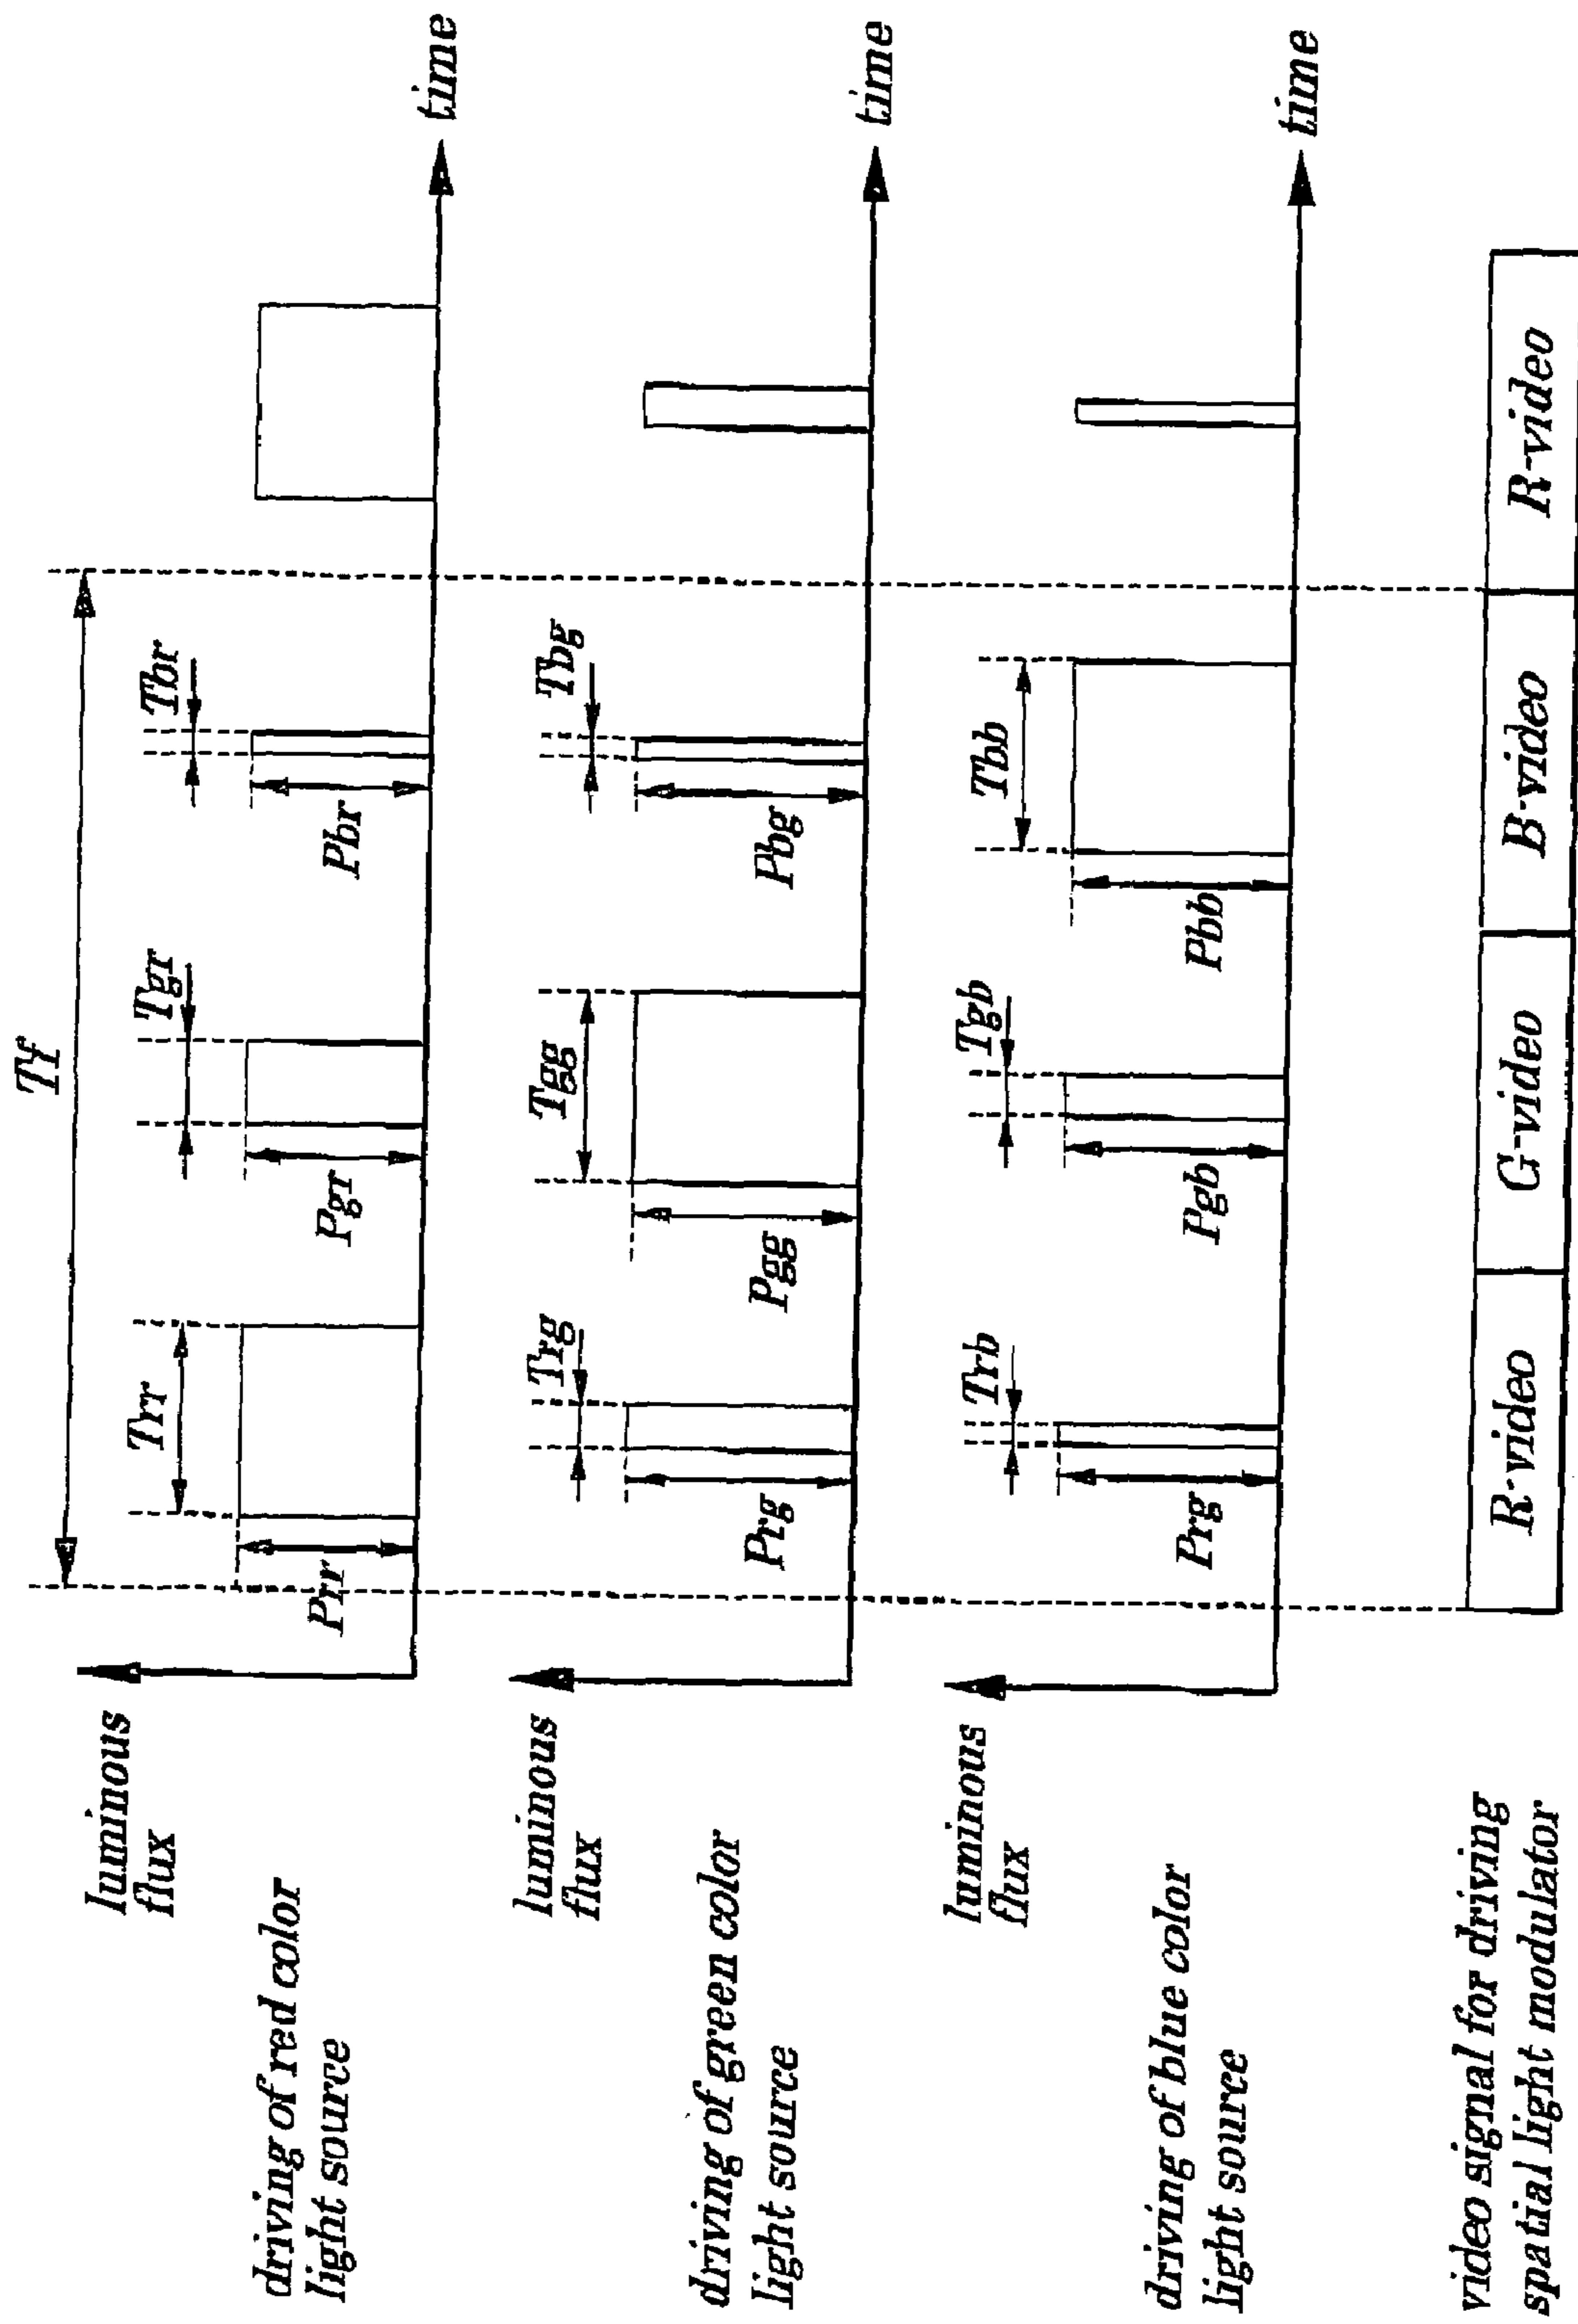 Tf
luminous
flux
Trr
Tgr
Tbr
Prr
Pgr
Pbr
time
driving of red color
light source
luminous
flux
Trg
Tgg
Tbg
Prg
Pgg
Pbg
time
driving of green color
light source
luminous
flux
Trb
Tgb
Tbb
Prg
Pgb
Pbb
time
driving of blue color
light source
video signal for driving
spatial light modulator
R-video
G-video
B-video
R-video